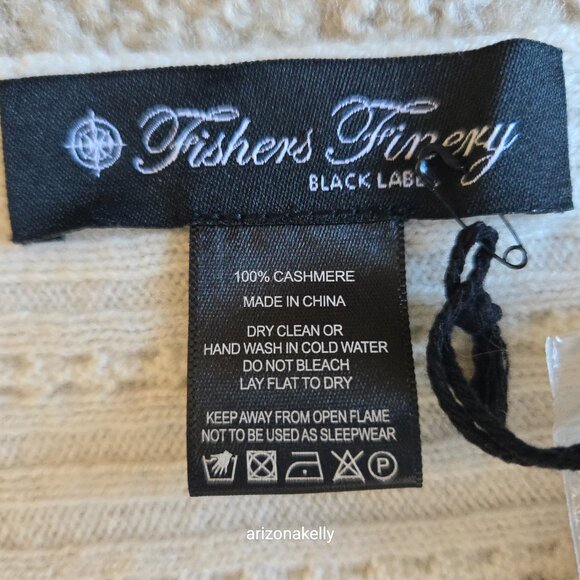 Fishers Finery
BLACK LABEL
100% CASHMERE
MADE IN CHINA
DRY CLEAN OR
HAND WASH IN COLD WATER
DO NOT BLEACH
LAY FLAT TO DRY
KEEP AWAY FROM OPEN FLAME
NOT TO BE USED AS SLEEPWEAR
P
arizonakelly